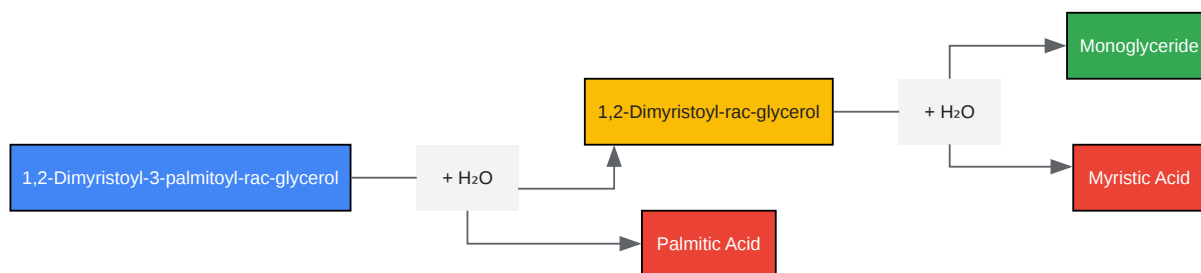 1,2-Dimyristoyl-3-palmitoyl-rac-glycerol
+ H₂O
1,2-Dimyristoyl-rac-glycerol
Palmitic Acid
+ H₂O
Monoglyceride
Myristic Acid